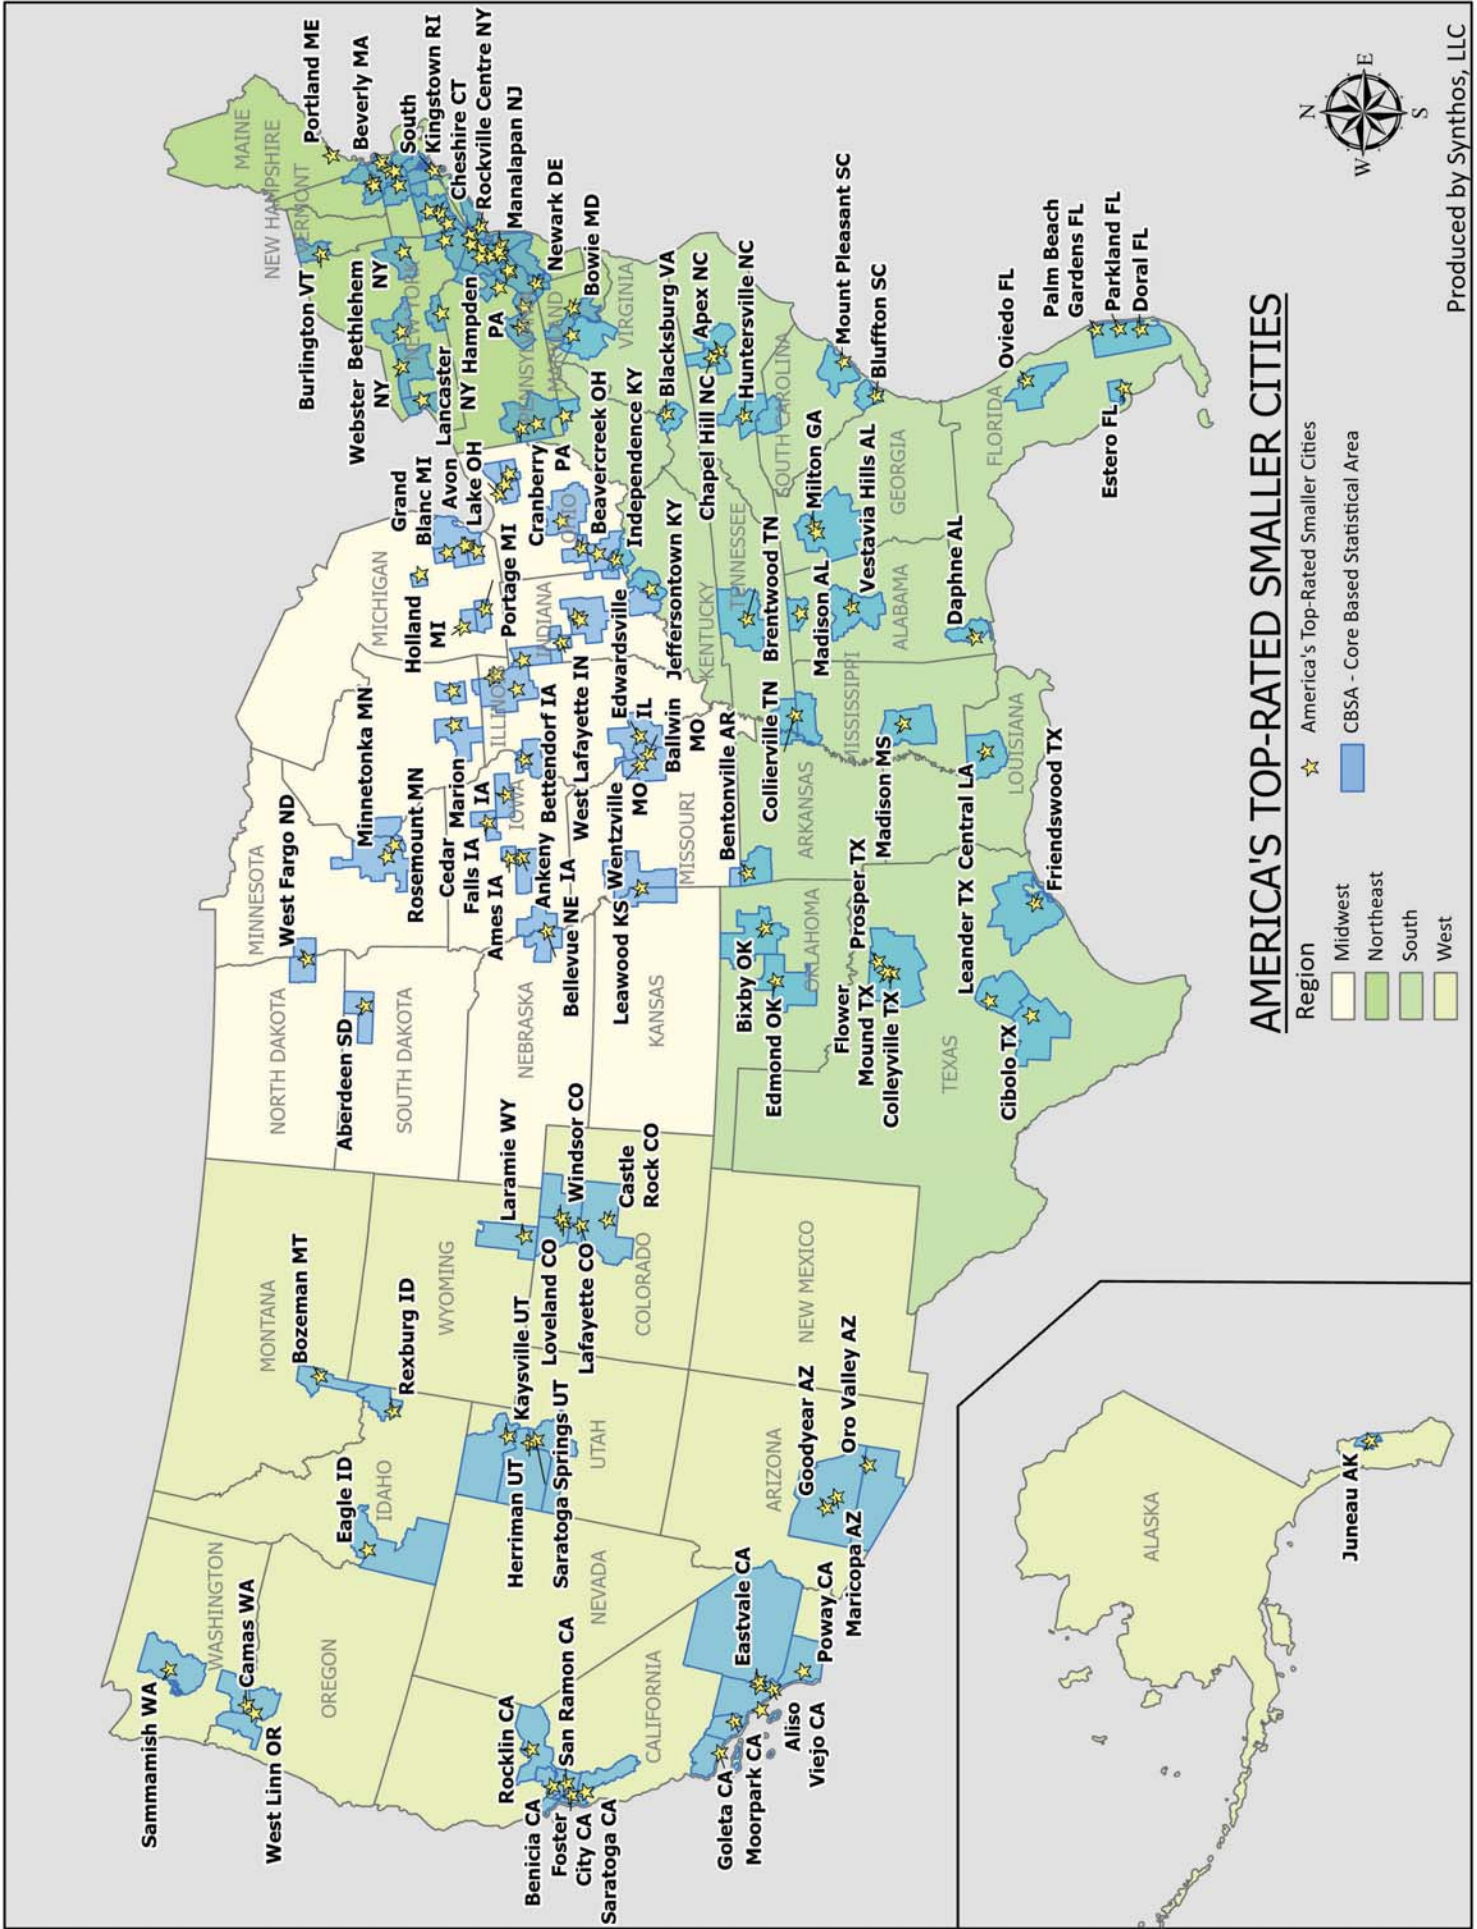 Sammamish WA
WASHINGTON
Camas WA
West Linn OR
OREGON
Eagle ID
IDAHO
MONTANA
Bozeman MT
Rexburg ID
WYOMING
Laramie WY
NORTH DAKOTA
West Fargo ND
Aberdeen SD
SOUTH DAKOTA
MINNESOTA
Minnetonka MN
Rosemount MN
NEBRASKA
Bellevue NE-IA
KANSAS
Leawood KS
Cedar
Falls IA
Marion
IA
Ames IA
Ankeny
IA
IOWA
Bettendorf IA
ILLINOIS
West Lafayette IN
Edwardsville
IL
Wentzville
MO
Ballwin
MO
MISSOURI
MICHIGAN
Holland
MI
Grand
Blanc MI
Portage MI
INDIANA
Avon
Lake OH
OHIO
Beavercreek OH
Independence KY
Jeffersontown KY
KENTUCKY
Cranberry
PA
Hampden
PA
PENNSYLVANIA
Webster
NY
Bethlehem
NY
Lancaster
NY
NEW YORK
Burlington VT
VERMONT
NEW HAMPSHIRE
MAINE
Portland ME
Beverly MA
South
Kingstown RI
Cheshire CT
Rockville Centre NY
Manalapan NJ
Newark DE
MARYLAND
Bowie MD
VIRGINIA
Blacksburg VA
Apex NC
Chapel Hill NC
Huntersville NC
SOUTH CAROLINA
Mount Pleasant SC
Bluffton SC
TENNESSEE
Brentwood TN
Collierville TN
Milton GA
GEORGIA
Madison AL
Vestavia Hills AL
ALABAMA
Daphne AL
FLORIDA
Oviedo FL
Palm Beach
Gardens FL
Parkland FL
Doral FL
Estero FL
MISSISSIPPI
Madison MS
LOUISIANA
Central LA
ARKANSAS
Bentonville AR
OKLAHOMA
Bixby OK
Edmond OK
TEXAS
Flower
Mound TX
Prosper TX
Colleyville TX
Leander TX
Cibolo TX
Friendswood TX
Kaysville UT
Herriman UT
Saratoga Springs UT
UTAH
Windsor CO
Loveland CO
Lafayette CO
Castle
Rock CO
COLORADO
NEW MEXICO
ARIZONA
Goodyear AZ
Oro Valley AZ
Maricopa AZ
NEVADA
CALIFORNIA
Rocklin CA
Benicia CA
San Ramon CA
Foster
City CA
Saratoga CA
Goleta CA
Moorpark CA
Eastvale CA
Aliso
Viejo CA
Poway CA
ALASKA
Juneau AK
AMERICA'S TOP-RATED SMALLER CITIES
Region
Midwest
Northeast
South
West
America's Top-Rated Smaller Cities
CBSA - Core Based Statistical Area
N
W
E
S
Produced by Synthos, LLC